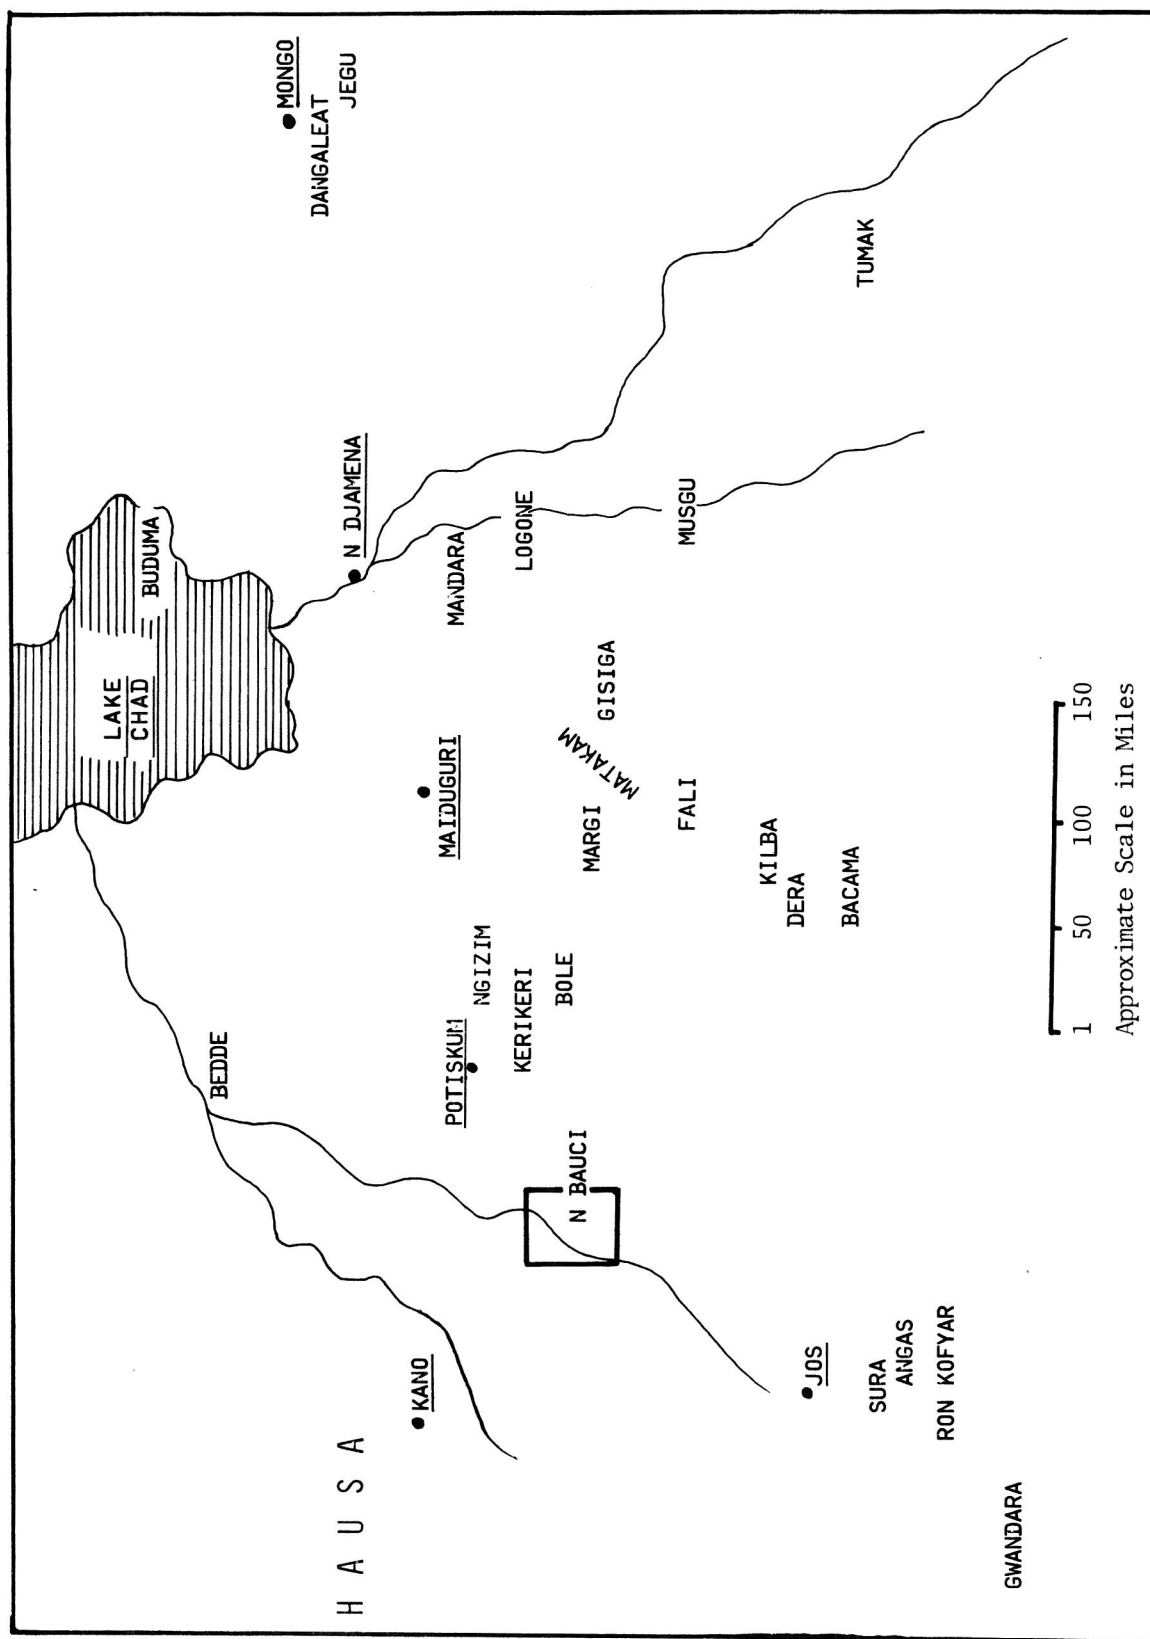 LAKE
CHAD
BUDUMA
MONGO
DANGALEAT
JEGU
BEDDE
HAUSA
N DJAMENA
KANO
MAIDUGURI
POTISKUM
NGIZIM
MANDARA
KERIKERI
LOGONE
BOLE
N BAUCI
MARGI
MATAKAM
GISIGA
FALI
MUSGU
KILBA
DERA
JOS
BACAMA
TUMAK
SURA
ANGAS
RON KOFYAR
GWANDARA
1 50 100 150
Approximate Scale in Miles